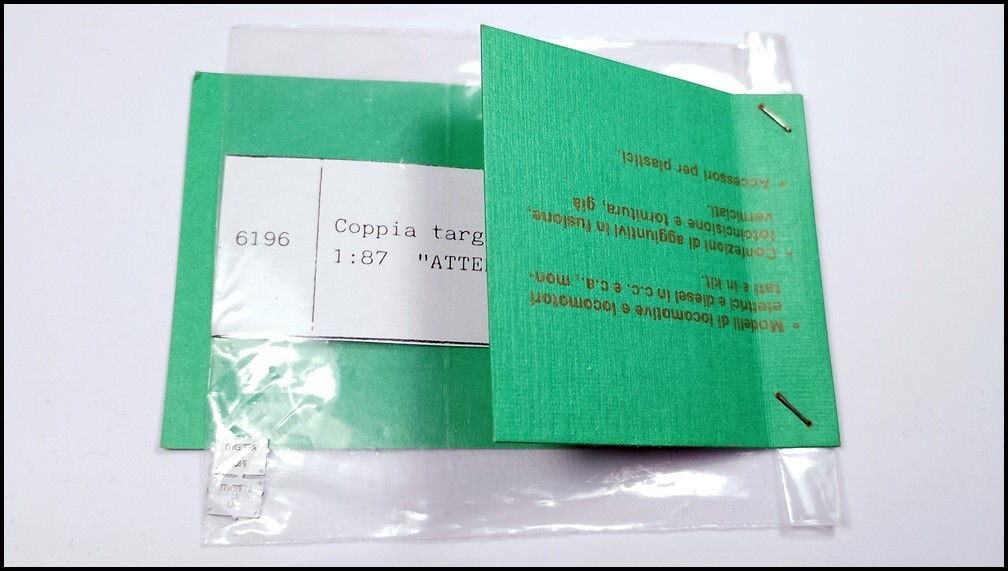 6196
Coppia targ
1:87 "ATTE
• Modelli di locomotive e locomotori
elettrici e diesel in c.c. e c.a., mon-
tati e in kit.
• Confezioni di aggiuntivi in fusione,
fotoincisione e tornitura, già
verniciati.
• Accessori per plastici.